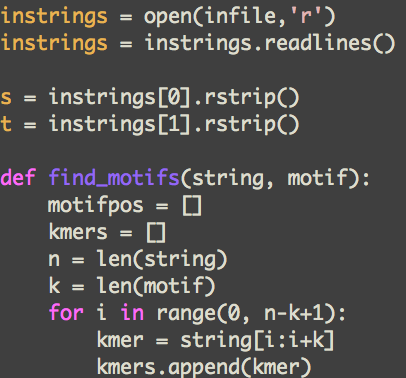 instrings = open(infile,'r')
instrings = instrings.readlines()
s = instrings[0].rstrip()
t = instrings[1].rstrip()
def find_motifs(string, motif):
    motifpos = []
    kmers = []
    n = len(string)
    k = len(motif)
    for i in range(0, n-k+1):
        kmer = string[i:i+k]
        kmers.append(kmer)